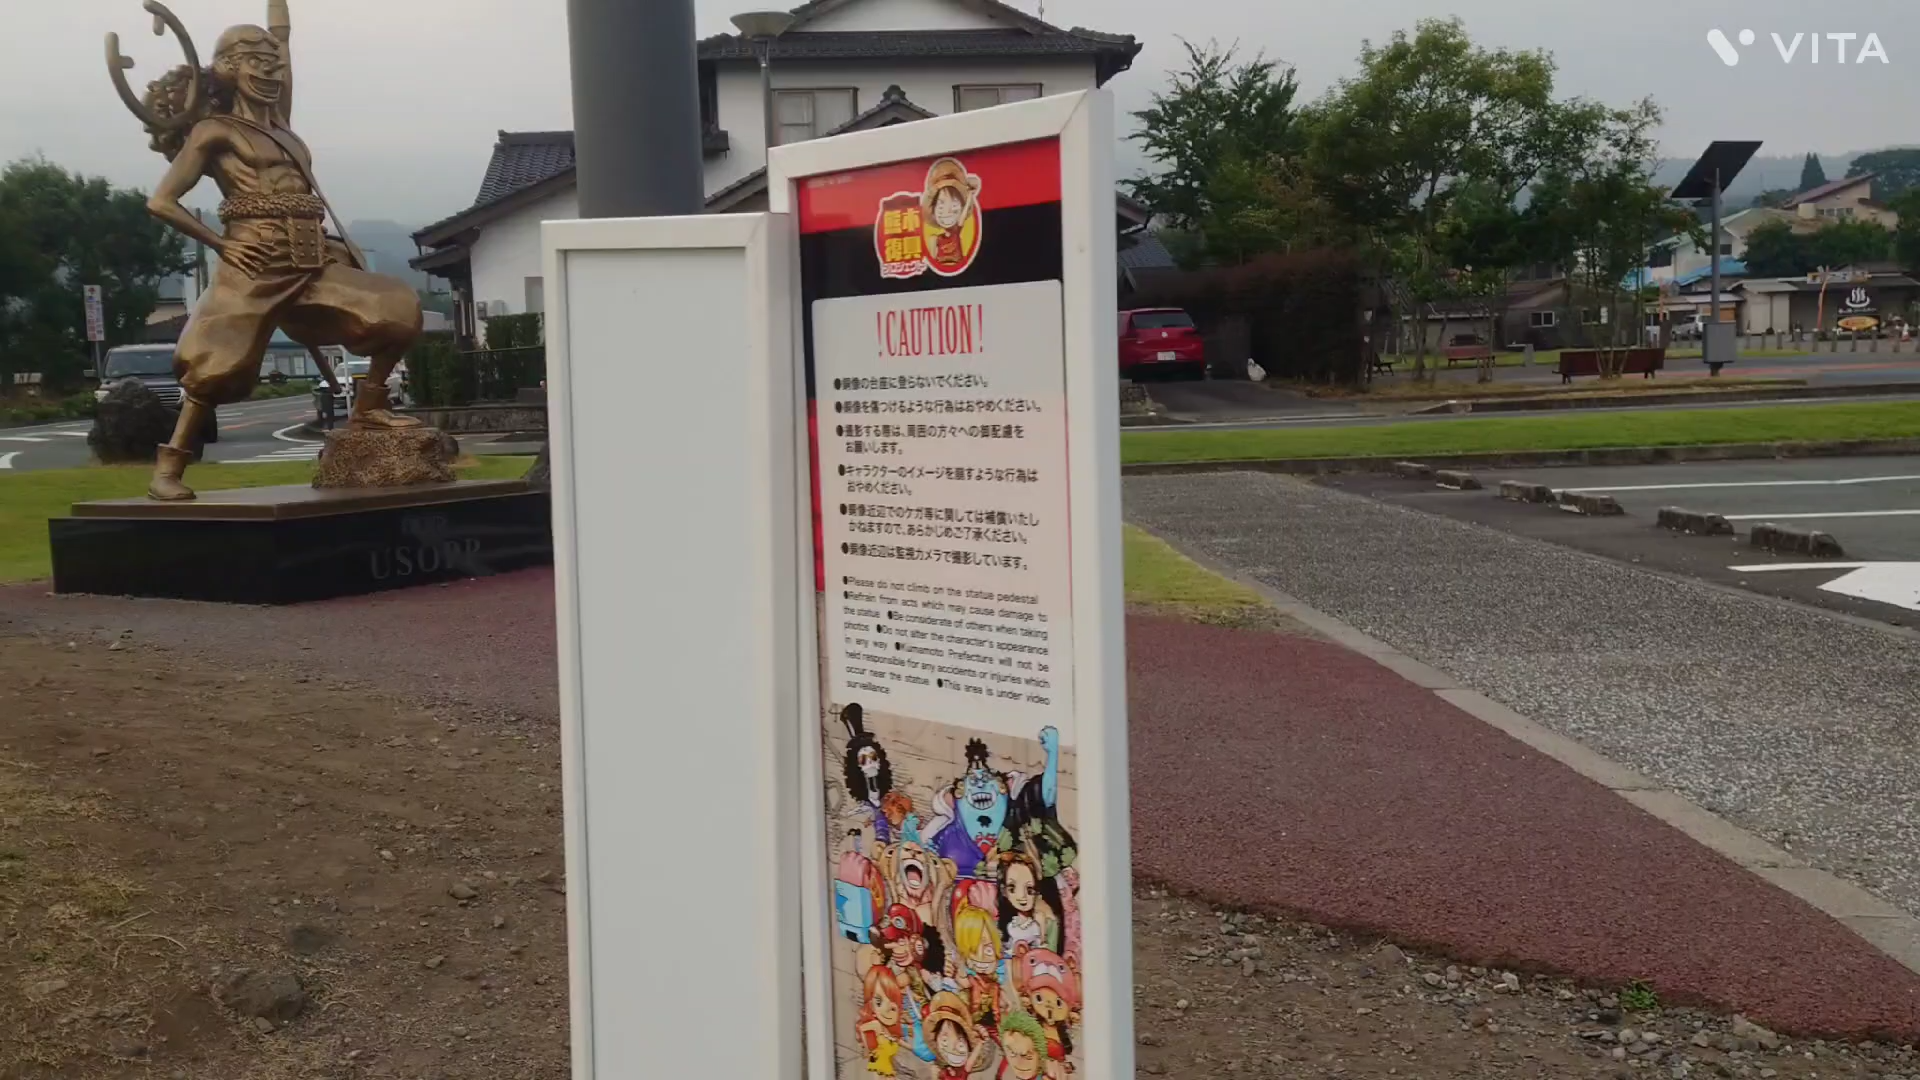 VITA
熊本
復興
プロジェクト
!CAUTION!
●銅像の台座に登らないでください。
●銅像を傷つけるような行為はおやめください。
●撮影する際は、周囲の方々への御配慮を
お願いします。
●キャラクターのイメージを崩すような行為は
おやめください。
●銅像近辺でのケガ等に関しては補償いたし
かねますので、あらかじめご了承ください。
●銅像近辺は監視カメラで撮影しています。
●Please do not climb on the statue pedestal
●Refrain from acts which may cause damage to
the statue ●Be considerate of others when taking
photos ●Do not alter the character's appearance
in any way ●Kumamoto Prefecture will not be
held responsible for any accidents or injuries which
occur near the statue ●This area is under video
surveillance
USOPP